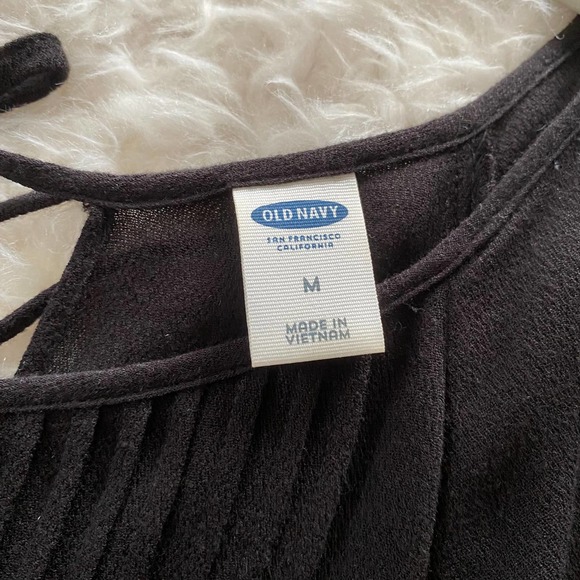 OLD NAVY
SAN FRANCISCO
CALIFORNIA
M
MADE IN
VIETNAM